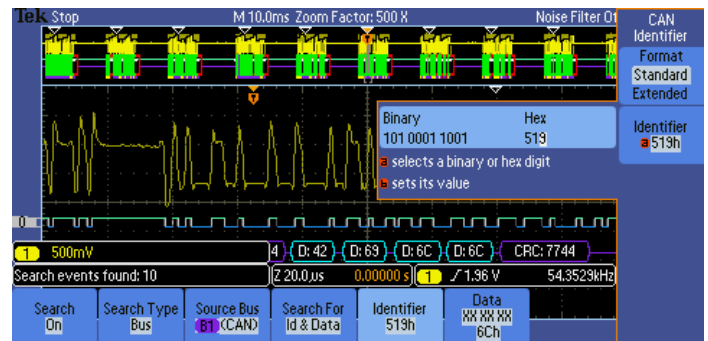 Tek Stop M 10.0ms Zoom Factor: 500 X Noise Filter Of
CAN
Identifier
Format
Standard
Extended
Identifier
a 519h
T
T
Binary Hex
101 0001 1001 519
a selects a binary or hex digit
b sets its value
0
1 500mV
4 D: 42 D: 69 D: 6C D: 6C CRC: 7744
Search events found: 10 Z 20.0µs 0.00000 s 1 1.96 V 54.3529kHz
Search
On
Search Type
Bus
Source Bus
B1 (CAN)
Search For
Id & Data
Identifier
519h
Data
XX XX XX
6Ch